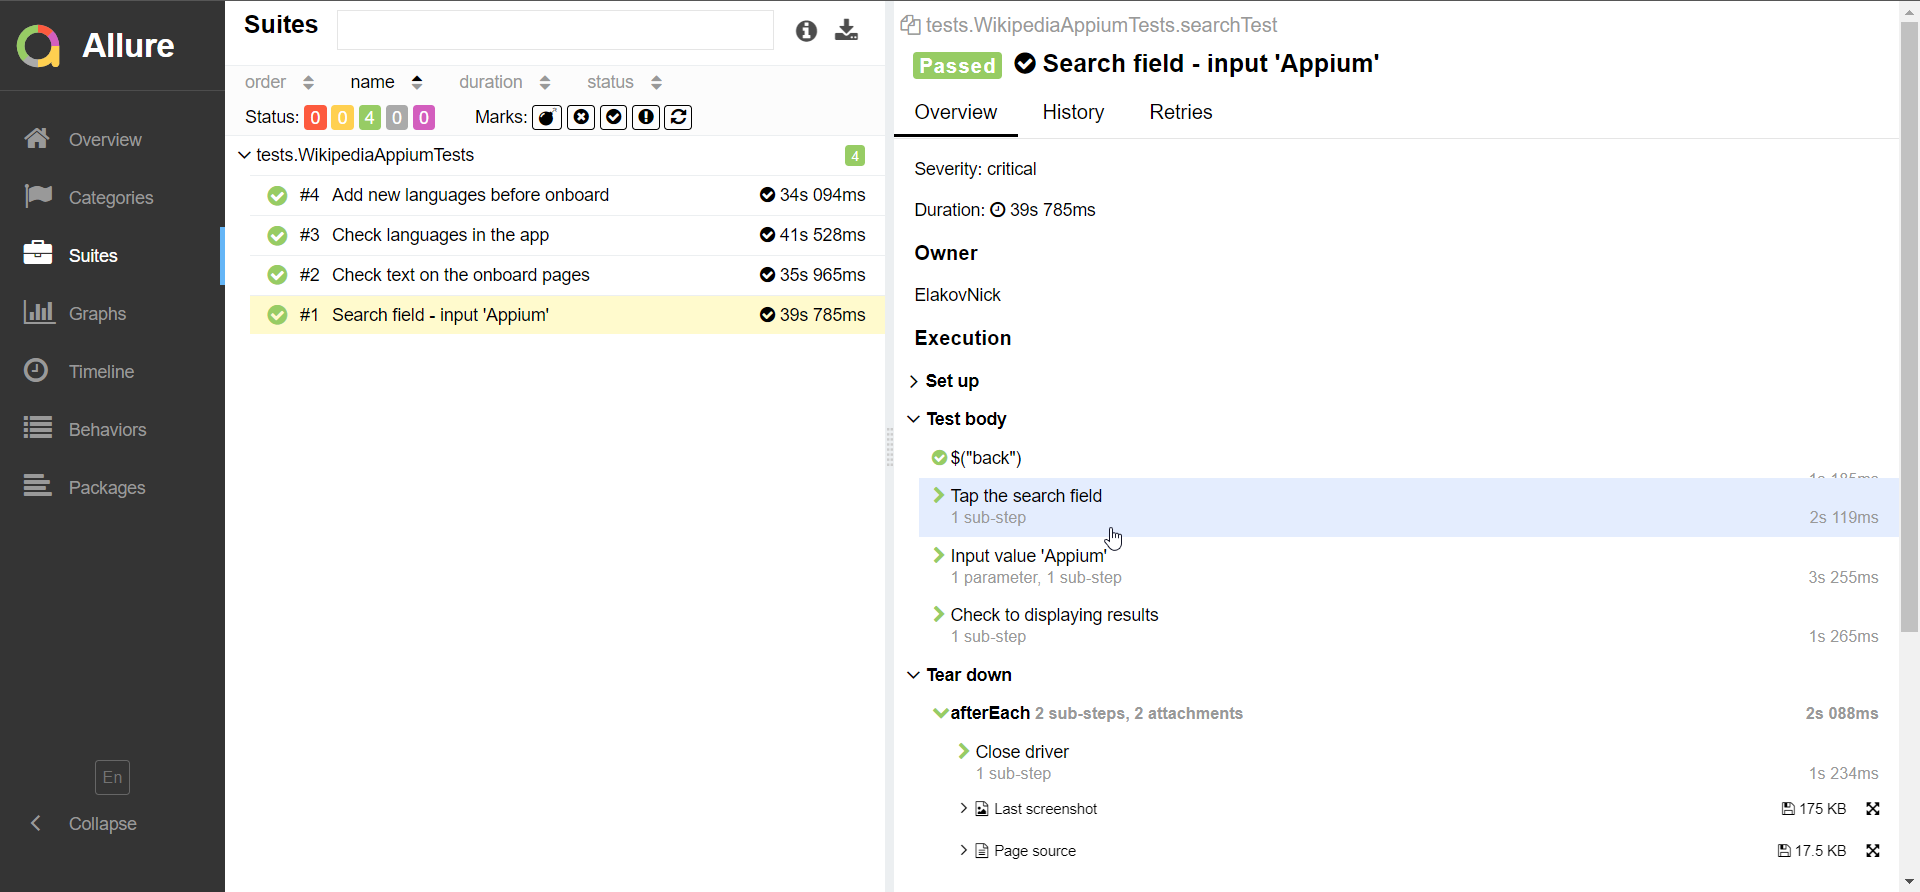 Allure
Overview
Categories
Suites
Graphs
Timeline
Behaviors
Packages
En
Collapse
Suites
order name duration status
Status: 0 0 4 0 0 Marks:
tests.WikipediaAppiumTests 4
#4 Add new languages before onboard 34s 094ms
#3 Check languages in the app 41s 528ms
#2 Check text on the onboard pages 35s 965ms
#1 Search field - input 'Appium' 39s 785ms
tests.WikipediaAppiumTests.searchTest
Passed Search field - input 'Appium'
Overview History Retries
Severity: critical
Duration: 39s 785ms
Owner
ElakovNick
Execution
Set up
Test body
$("back")
Tap the search field
1 sub-step 2s 119ms
Input value 'Appium'
1 parameter, 1 sub-step 3s 255ms
Check to displaying results
1 sub-step 1s 265ms
Tear down
afterEach 2 sub-steps, 2 attachments 2s 088ms
Close driver
1 sub-step 1s 234ms
Last screenshot 175 KB
Page source 17.5 KB